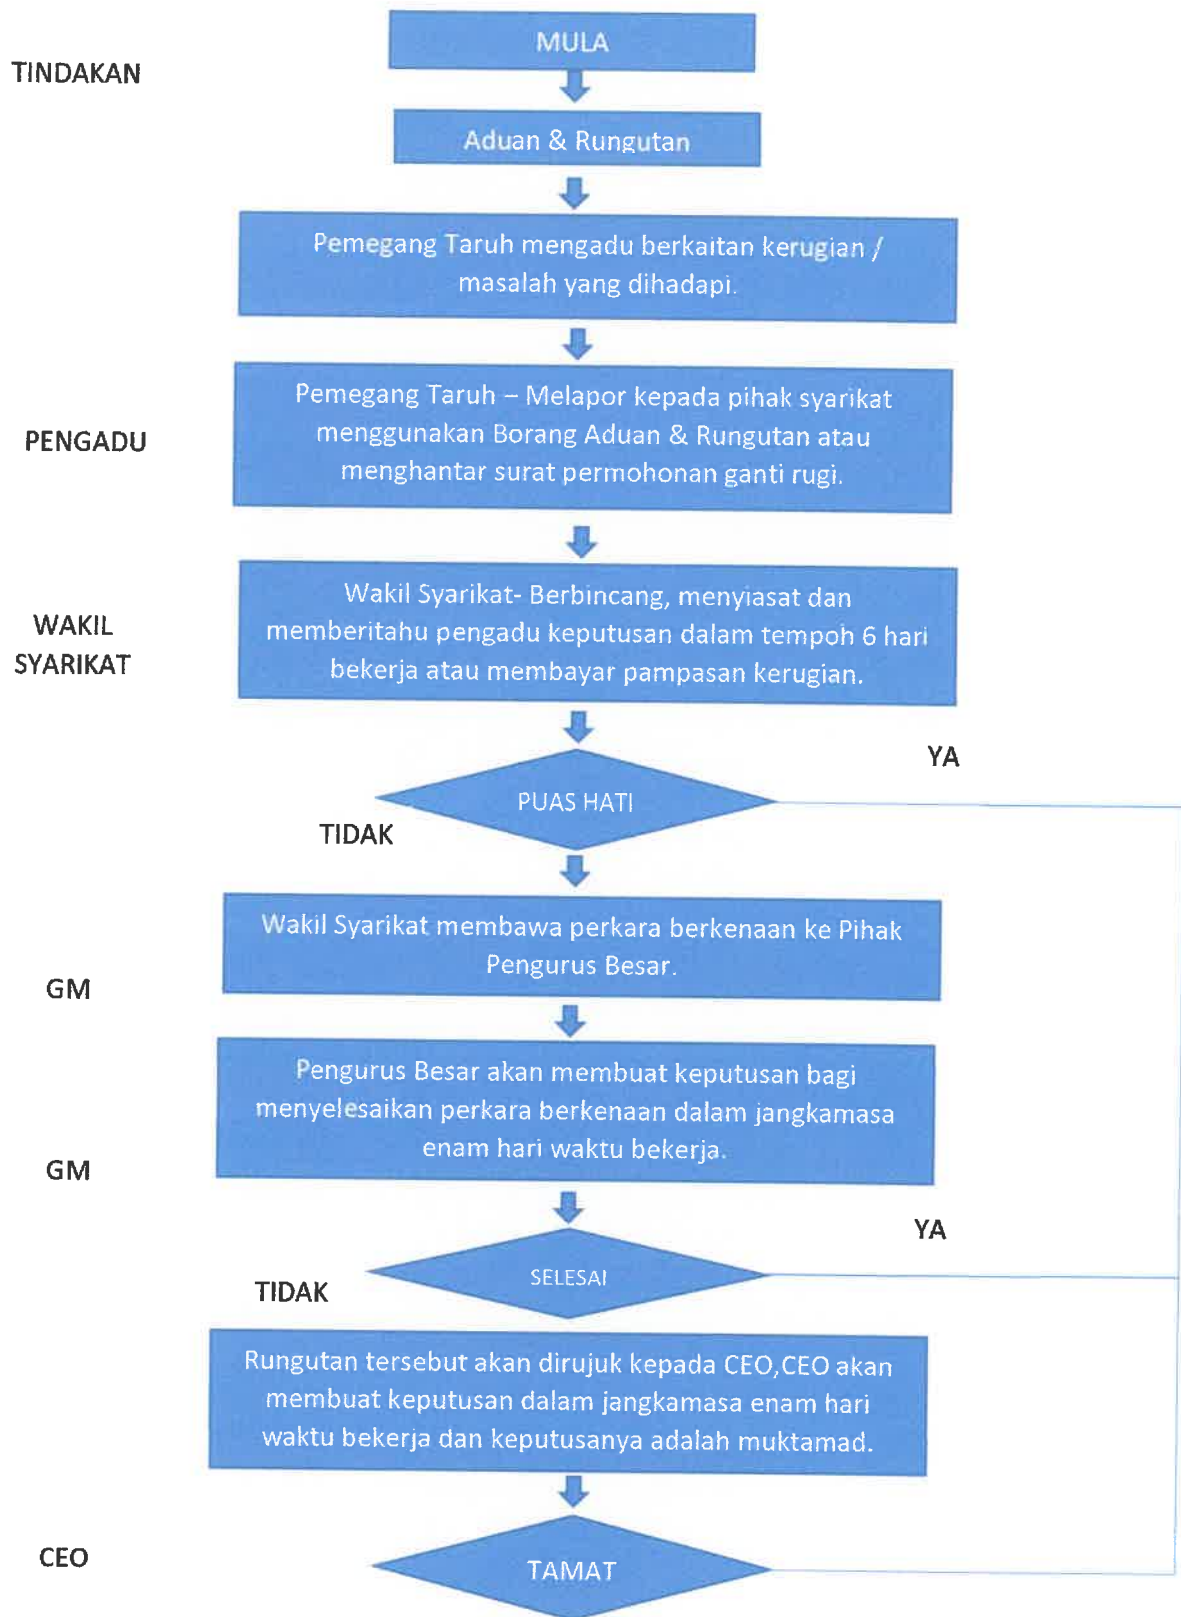 MULA
TINDAKAN
Aduan & Rungutan
Pemegang Taruh mengadu berkaitan kerugian /
masalah yang dihadapi.
PENGADU
Pemegang Taruh – Melapor kepada pihak syarikat
menggunakan Borang Aduan & Rungutan atau
menghantar surat permohonan ganti rugi.
WAKIL
SYARIKAT
Wakil Syarikat- Berbincang, menyiasat dan
memberitahu pengadu keputusan dalam tempoh 6 hari
bekerja atau membayar pampasan kerugian.
YA
PUAS HATI
TIDAK
Wakil Syarikat membawa perkara berkenaan ke Pihak
Pengurus Besar.
GM
Pengurus Besar akan membuat keputusan bagi
menyelesaikan perkara berkenaan dalam jangkamasa
enam hari waktu bekerja.
GM
YA
SELESAI
TIDAK
Rungutan tersebut akan dirujuk kepada CEO,CEO akan
membuat keputusan dalam jangkamasa enam hari
waktu bekerja dan keputusanya adalah muktamad.
CEO
TAMAT